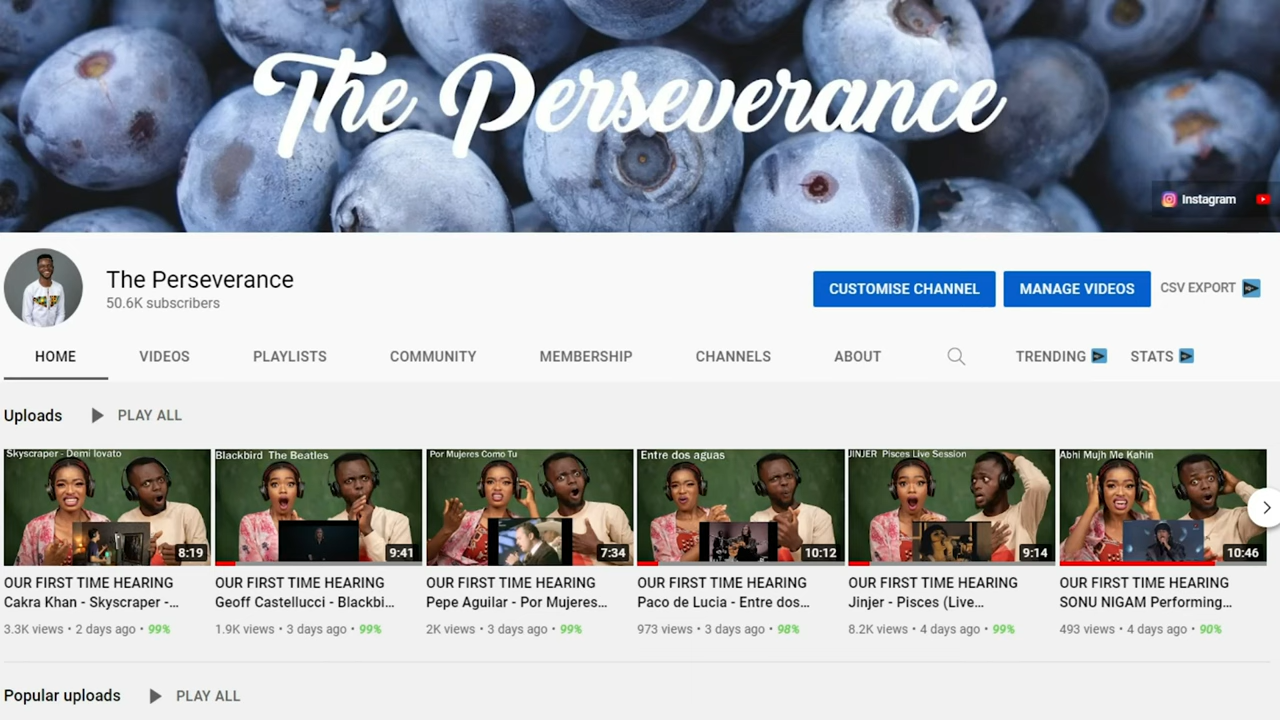 The Perseverance
Instagram
The Perseverance
50.6K subscribers
CUSTOMISE CHANNEL
MANAGE VIDEOS
CSV EXPORT
HOME
VIDEOS
PLAYLISTS
COMMUNITY
MEMBERSHIP
CHANNELS
ABOUT
TRENDING
STATS
Uploads
PLAY ALL
Skyscraper - Demi lovato
8:19
OUR FIRST TIME HEARING
Cakra Khan - Skyscraper -...
3.3K views • 2 days ago • 99%
Blackbird The Beatles
9:41
OUR FIRST TIME HEARING
Geoff Castellucci - Blackbi...
1.9K views • 3 days ago • 99%
Por Mujeres Como Tu
7:34
OUR FIRST TIME HEARING
Pepe Aguilar - Por Mujeres...
2K views • 3 days ago • 99%
Entre dos aguas
10:12
OUR FIRST TIME HEARING
Paco de Lucia - Entre dos...
973 views • 3 days ago • 98%
JINJER Pisces Live Session
9:14
OUR FIRST TIME HEARING
Jinjer - Pisces (Live...
8.2K views • 4 days ago • 99%
Abhi Mujh Me Kahin
10:46
OUR FIRST TIME HEARING
SONU NIGAM Performing...
493 views • 4 days ago • 90%
Popular uploads
PLAY ALL